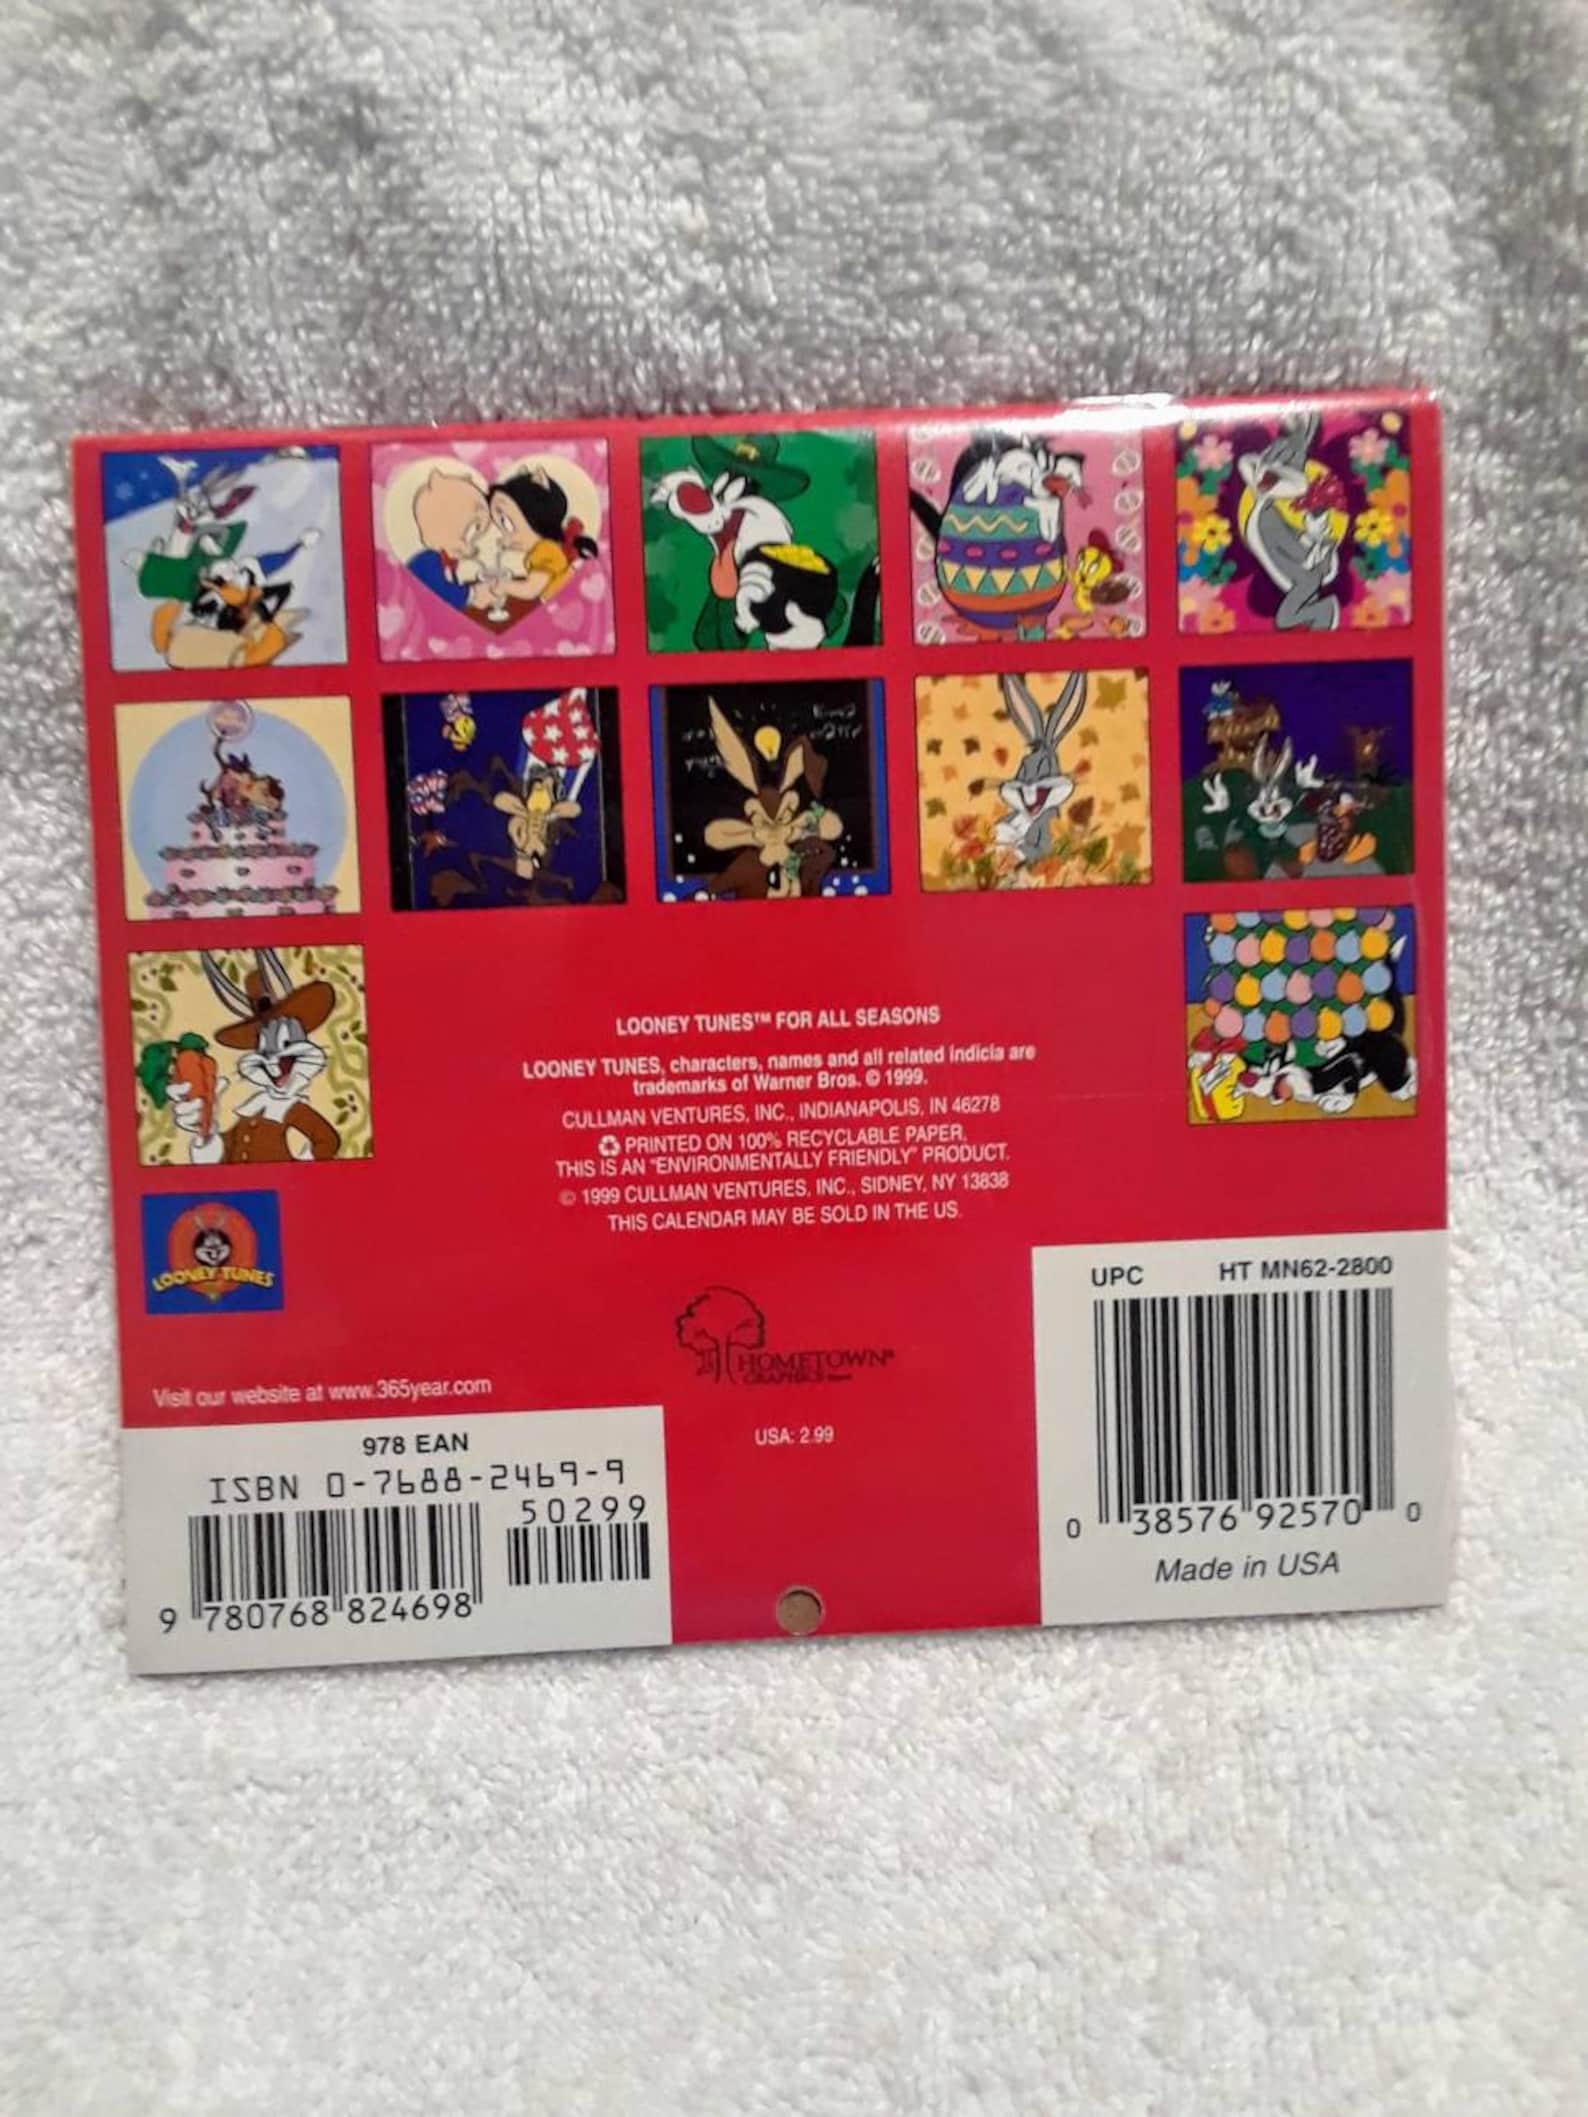 LOONEY TUNES™ FOR ALL SEASONS
LOONEY TUNES, characters, names and all related indicia are
trademarks of Warner Bros. © 1999.
CULLMAN VENTURES, INC., INDIANAPOLIS, IN 46278
♻ PRINTED ON 100% RECYCLABLE PAPER.
THIS IS AN "ENVIRONMENTALLY FRIENDLY" PRODUCT.
© 1999 CULLMAN VENTURES, INC., SIDNEY, NY 13838
THIS CALENDAR MAY BE SOLD IN THE US.
LOONEY TUNES
HOMETOWN®
GRAPHICS
Visit our website at www.365year.com
USA: 2.99
978 EAN
ISBN 0-7688-2469-9
50299
9 780768 824698
UPC HT MN62-2800
0 38576 92570 0
Made in USA